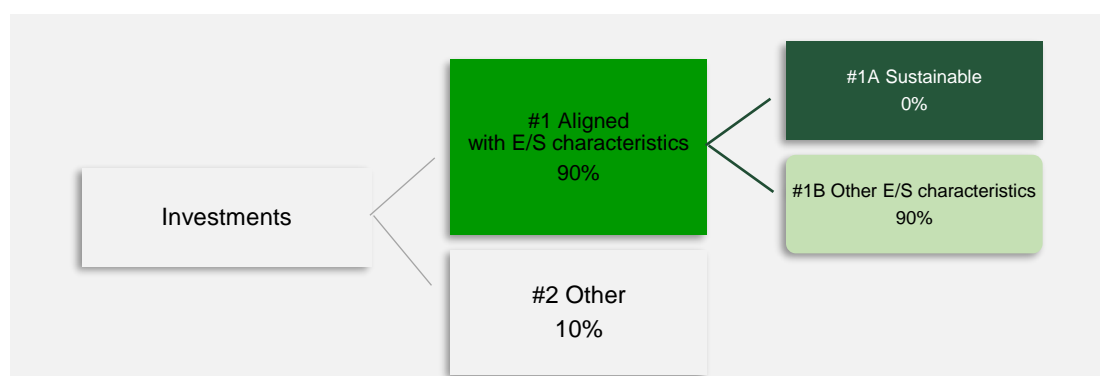 Investments
#1 Aligned
with E/S characteristics
90%
#2 Other
10%
#1A Sustainable
0%
#1B Other E/S characteristics
90%